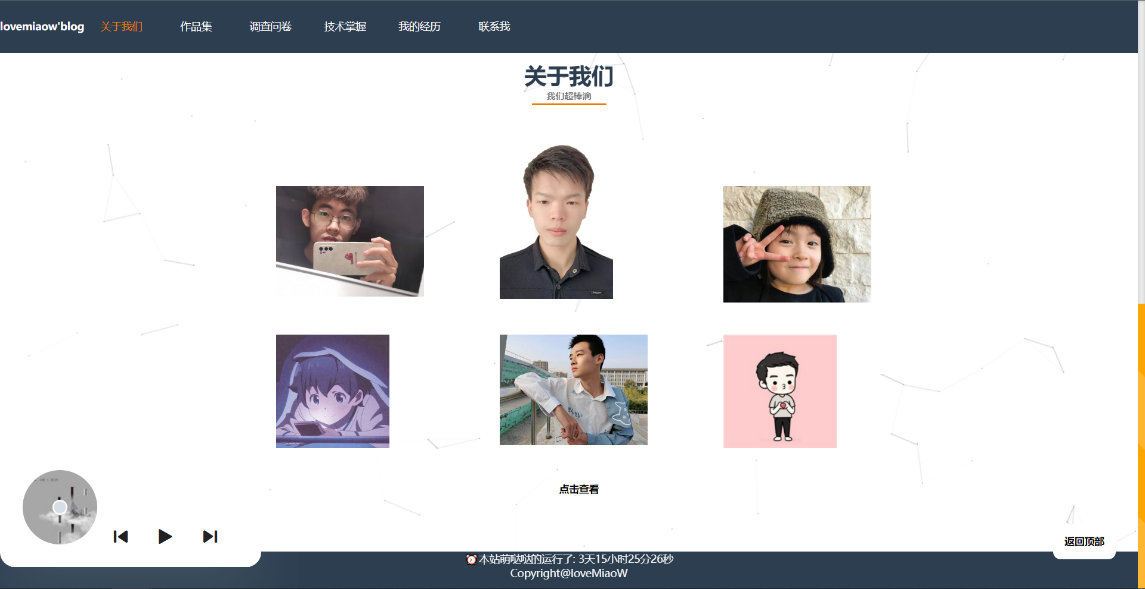 lovemiaow'blog 关于我们 作品集 调查问卷 技术掌握 我的经历 联系我
关于我们
我们超棒滴
点击查看
返回顶部
本站萌哒哒的运行了: 3天15小时25分26秒
Copyright@loveMiaoW